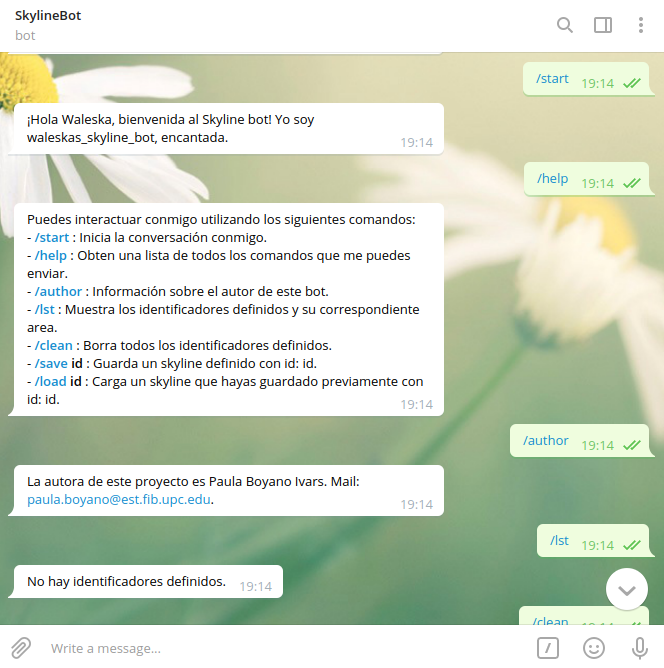 SkylineBot
bot
/start 19:14
¡Hola Waleska, bienvenida al Skyline bot! Yo soy
waleskas_skyline_bot, encantada. 19:14
/help 19:14
Puedes interactuar conmigo utilizando los siguientes comandos:
- /start : Inicia la conversación conmigo.
- /help : Obten una lista de todos los comandos que me puedes
enviar.
- /author : Información sobre el autor de este bot.
- /lst : Muestra los identificadores definidos y su correspondiente
area.
- /clean : Borra todos los identificadores definidos.
- /save id : Guarda un skyline definido con id: id.
- /load id : Carga un skyline que hayas guardado previamente con
id: id. 19:14
/author 19:14
La autora de este proyecto es Paula Boyano Ivars. Mail:
paula.boyano@est.fib.upc.edu. 19:14
/lst 19:14
No hay identificadores definidos. 19:14
/clean 19:14
Write a message...